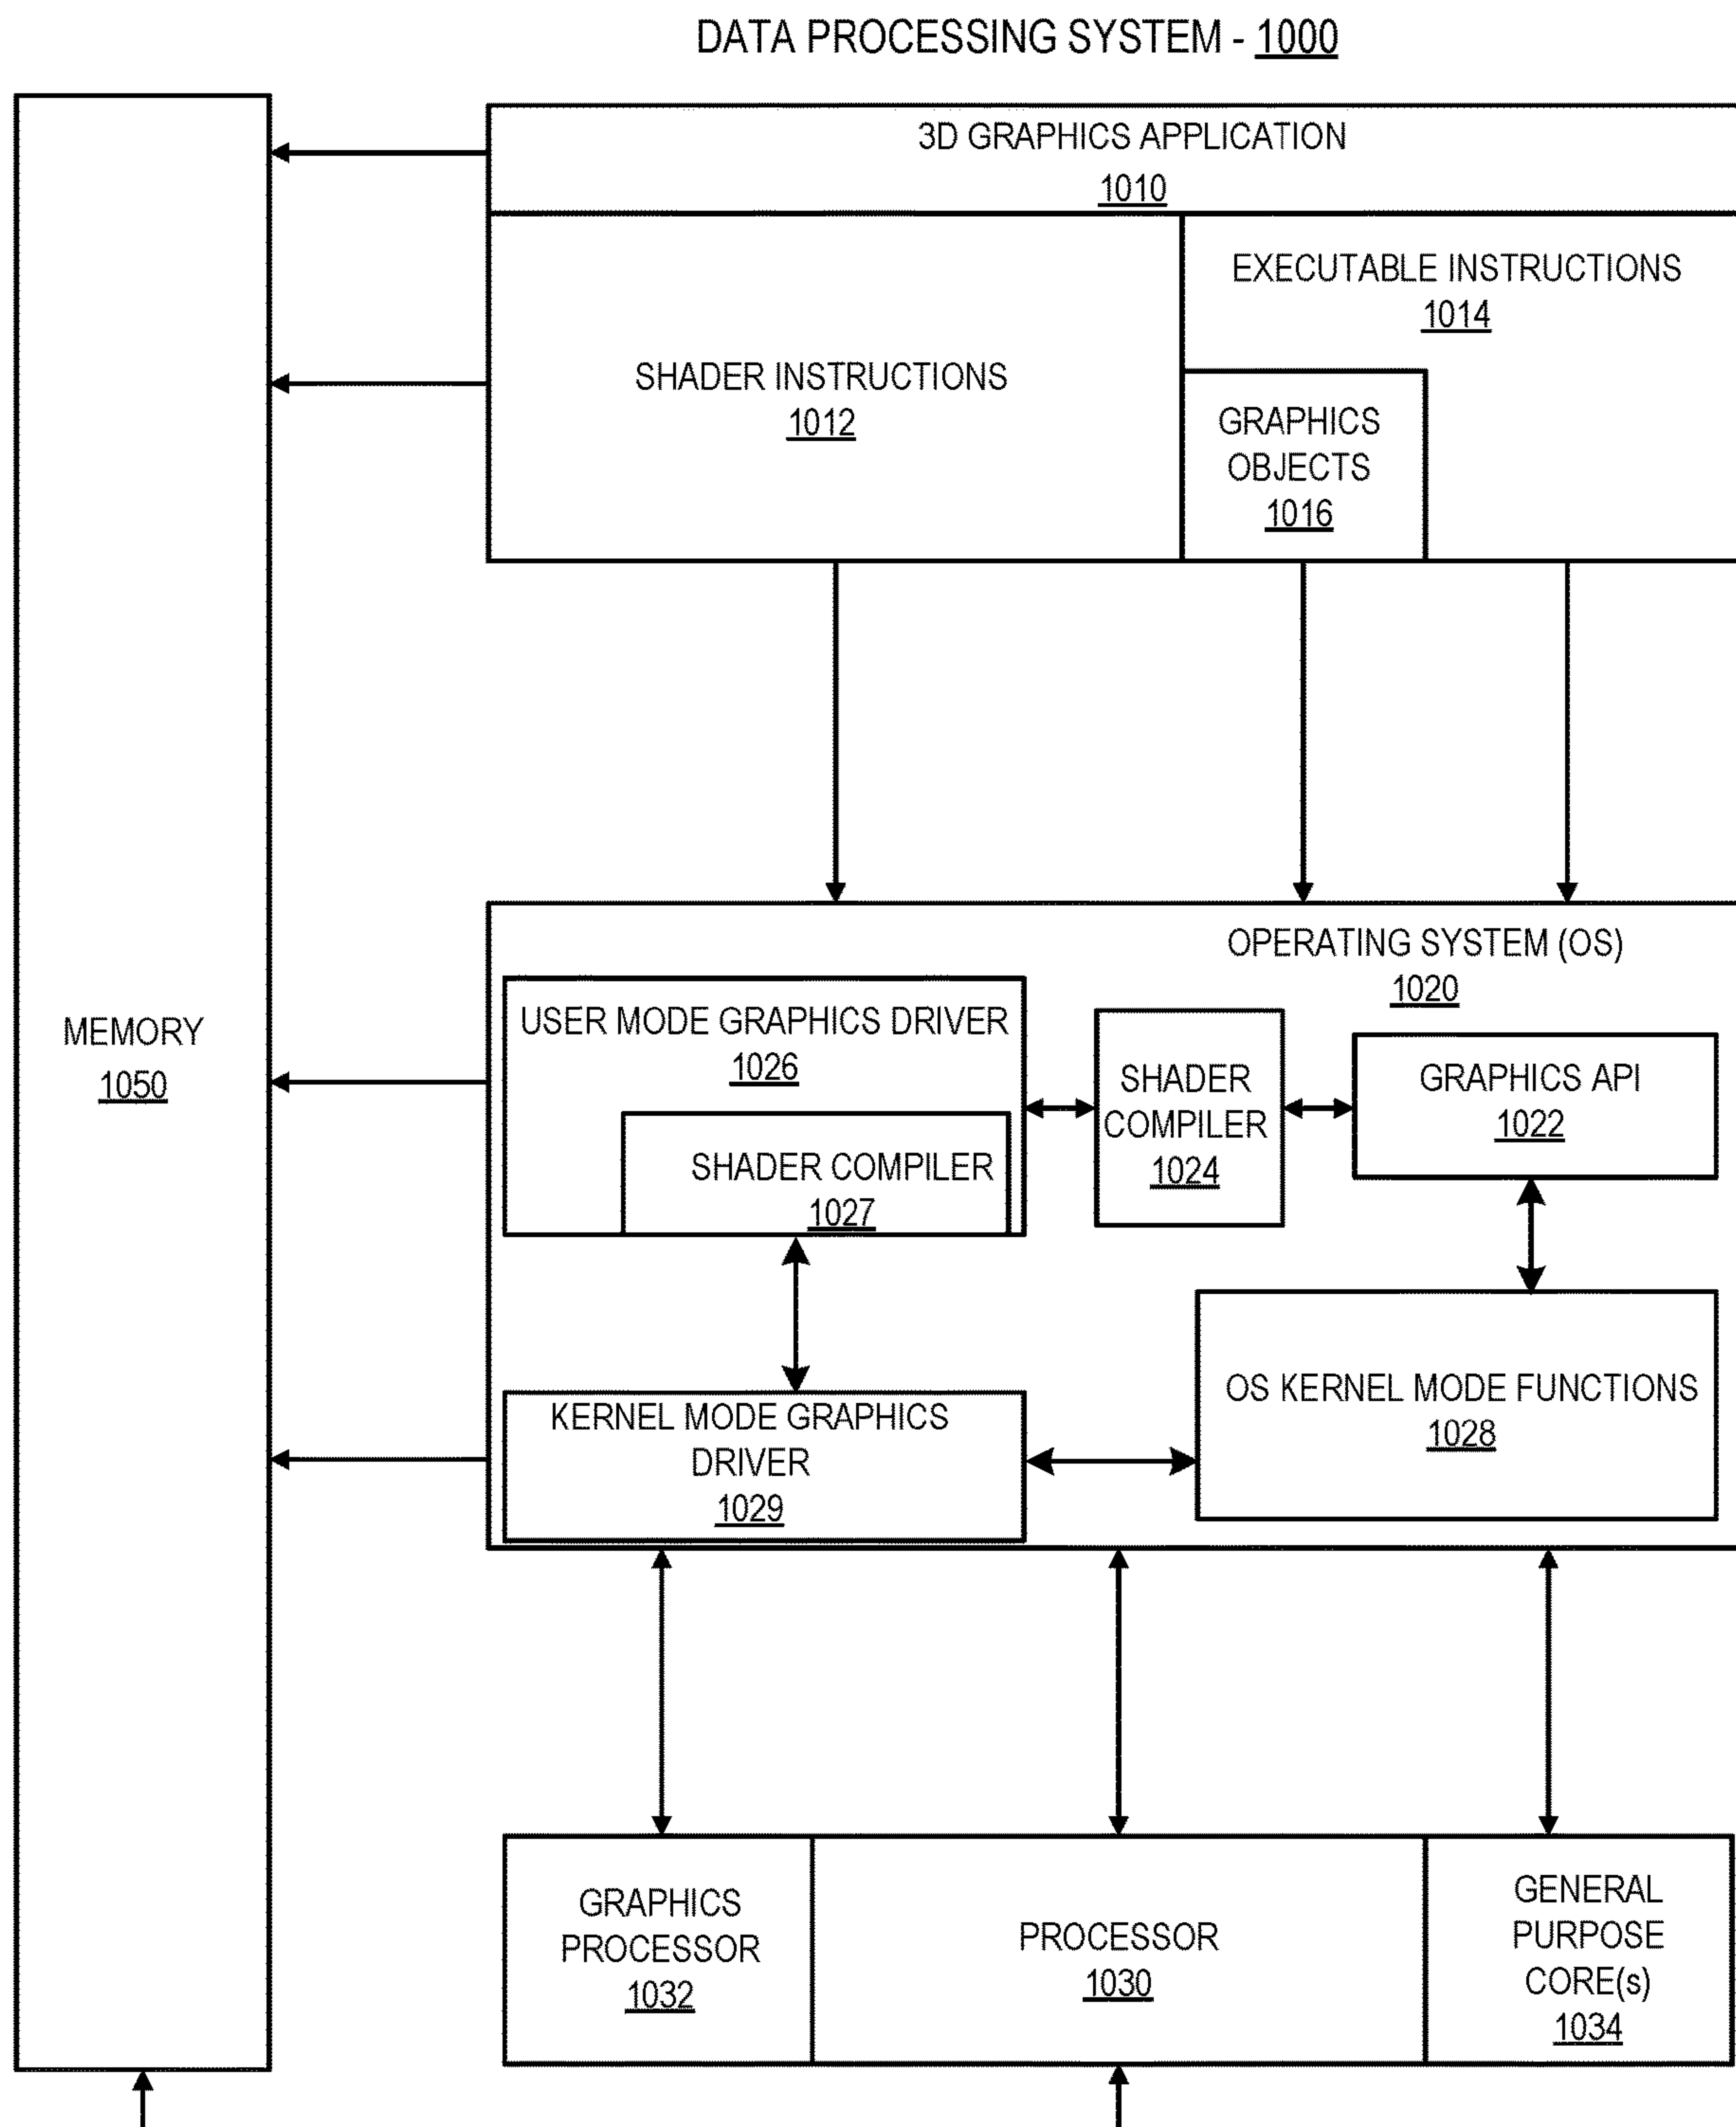 DATA PROCESSING SYSTEM - 1000
3D GRAPHICS APPLICATION
1010
SHADER INSTRUCTIONS
1012
EXECUTABLE INSTRUCTIONS
1014
GRAPHICS
OBJECTS
1016
MEMORY
1050
OPERATING SYSTEM (OS)
1020
USER MODE GRAPHICS DRIVER
1026
SHADER COMPILER
1027
SHADER
COMPILER
1024
GRAPHICS API
1022
KERNEL MODE GRAPHICS
DRIVER
1029
OS KERNEL MODE FUNCTIONS
1028
GRAPHICS
PROCESSOR
1032
PROCESSOR
1030
GENERAL
PURPOSE
CORE(s)
1034